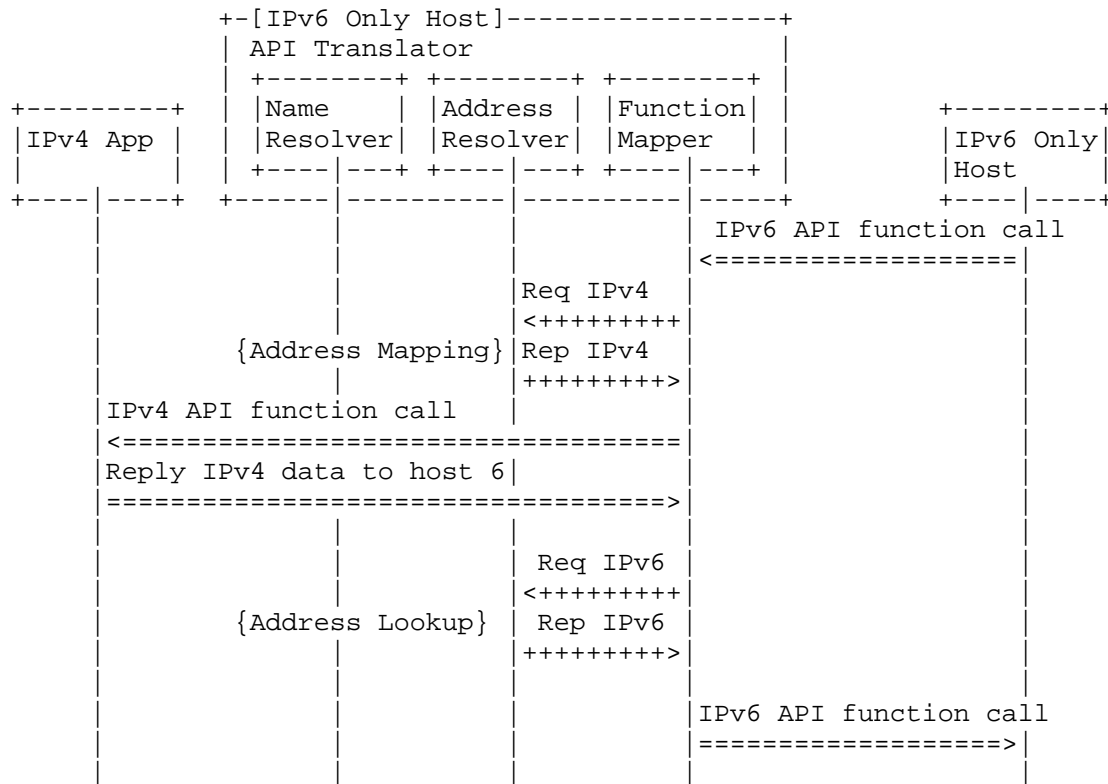 [IPv6 Only Host]
API Translator
Name Address Function
IPv4 App Resolver Resolver Mapper IPv6 Only
Host
IPv6 API function call
Req IPv4
{Address Mapping} Rep IPv4
IPv4 API function call
Reply IPv4 data to host 6
Req IPv6
{Address Lookup} Rep IPv6
IPv6 API function call